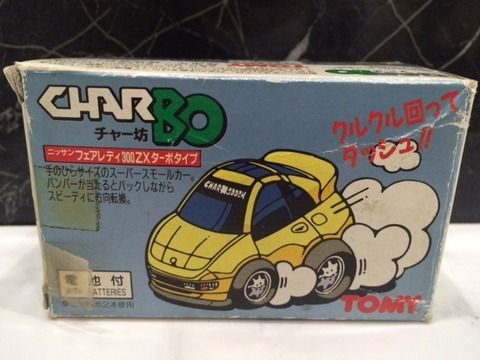 CHARBO
チャー坊
クルクル回って
ダッシュ!!
ニッサンフェアレディ300ZXターボタイプ
手のひらサイズのスーパースモールカー。
バンパーが当たるとバックしながら
スピーディに方向転換。
電池付
BATTERIES
TOMY